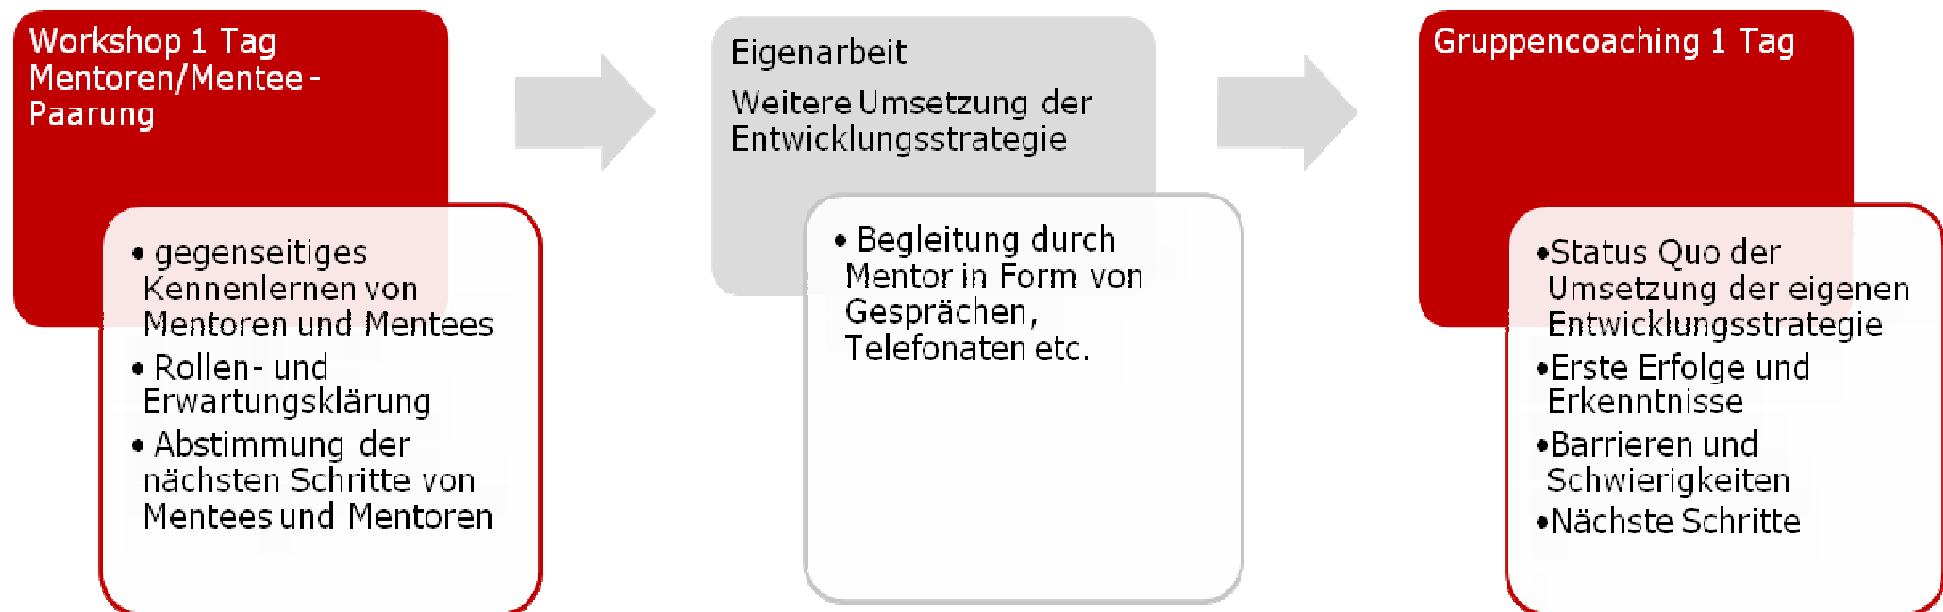 Workshop 1 Tag
Mentoren/Mentee-
Paarung
• gegenseitiges
Kennenlernen von
Mentoren und Mentees
• Rollen- und
Erwartungsklärung
• Abstimmung der
nächsten Schritte von
Mentees und Mentoren
Eigenarbeit
Weitere Umsetzung der
Entwicklungsstrategie
• Begleitung durch
Mentor in Form von
Gesprächen,
Telefonaten etc.
Gruppencoaching 1 Tag
•Status Quo der
Umsetzung der eigenen
Entwicklungsstrategie
•Erste Erfolge und
Erkenntnisse
•Barrieren und
Schwierigkeiten
•Nächste Schritte